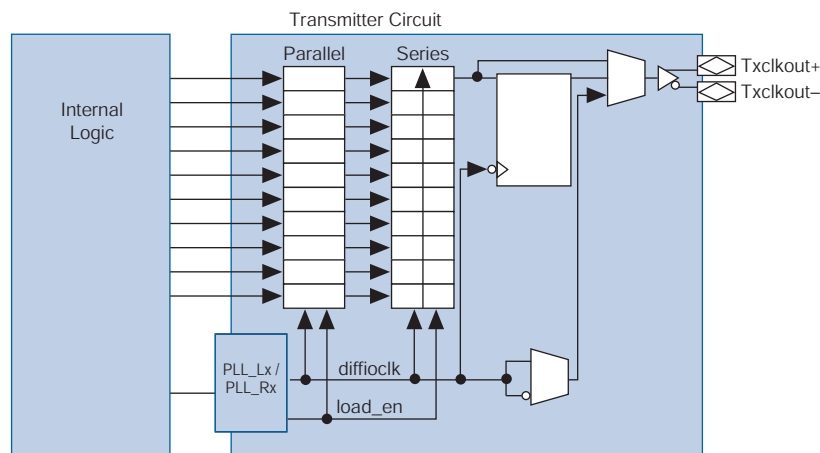 Transmitter Circuit
Parallel
Series
Internal
Logic
Txclkout+
Txclkout–
PLL_Lx /
PLL_Rx
diffioclk
load_en